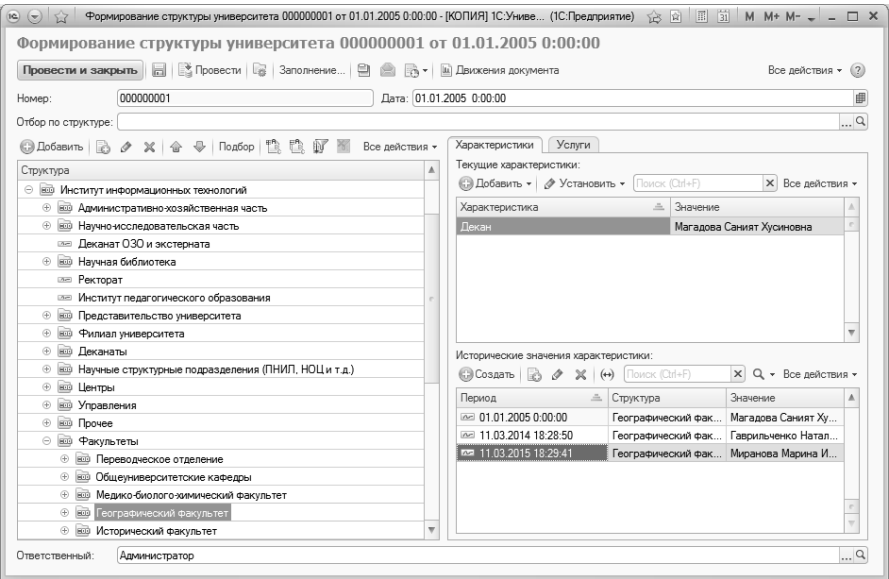 Формирование структуры университета 000000001 от 01.01.2005 0:00:00 - [КОПИЯ] 1С:Униве... (1С:Предприятие) M M+ M-
Формирование структуры университета 000000001 от 01.01.2005 0:00:00
Провести и закрыть Провести Заполнение... Движения документа Все действия
Номер: 000000001 Дата: 01.01.2005 0:00:00
Отбор по структуре: ...
Добавить Подбор Все действия
Структура
Институт информационных технологий
Административно-хозяйственная часть
Научно-исследовательская часть
Деканат ОЗО и экстерната
Научная библиотека
Ректорат
Институт педагогического образования
Представительство университета
Филиал университета
Деканаты
Научные структурные подразделения (ПНИП, НОЦ и т.д.)
Центры
Управления
Прочее
Факультеты
Переводческое отделение
Общеуниверситетские кафедры
Медико-биолого-химический факультет
Географический факультет
Исторический факультет
Характеристики Услуги
Текущие характеристики:
Добавить Установить Поиск (Ctrl+F) Все действия
Характеристика Значение
Декан Магадова Саният Хусиновна
Исторические значения характеристики:
Создать Поиск (Ctrl+F) Все действия
Период Структура Значение
01.01.2005 0:00:00 Географический фак... Магадова Саният Ху...
11.03.2014 18:28:50 Географический фак... Гаврильченко Натал...
11.03.2015 18:29:41 Географический фак... Миранова Марина И...
Ответственный: Администратор ...